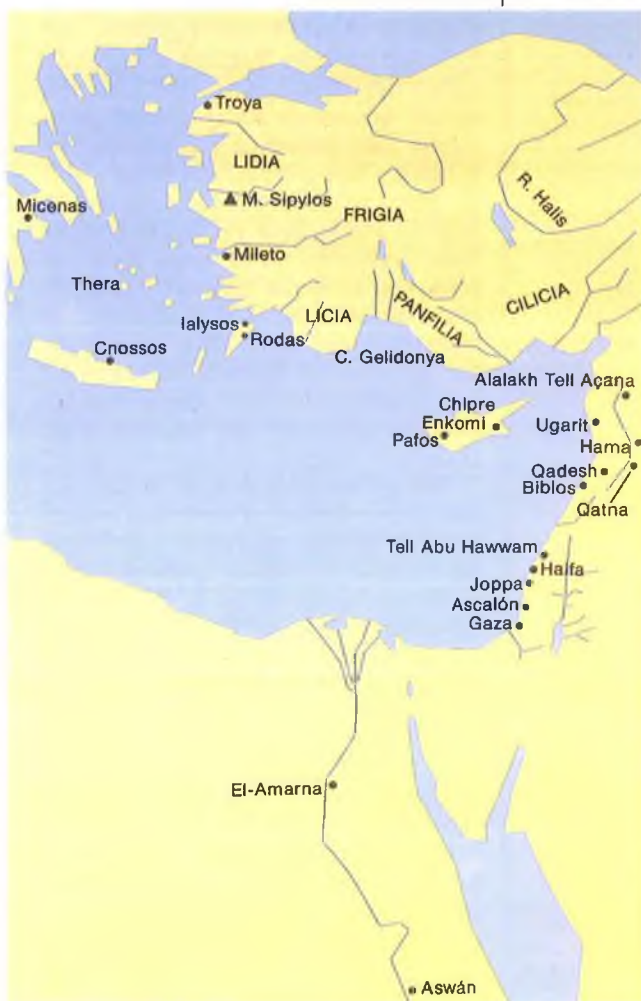 Troya
LIDIA
M. Sipylos
Micenas
FRIGIA
R. Halis
Mileto
Thera
Ialysos
LICIA
PANFILIA
CILICIA
Rodas
Cnossos
C. Gelidonya
Alalakh Tell Açana
Chipre
Enkomi
Ugarit
Pafos
Hama
Qadesh
Biblos
Qatna
Tell Abu Hawwam
Haifa
Joppa
Ascalón
Gaza
El-Amarna
Aswán